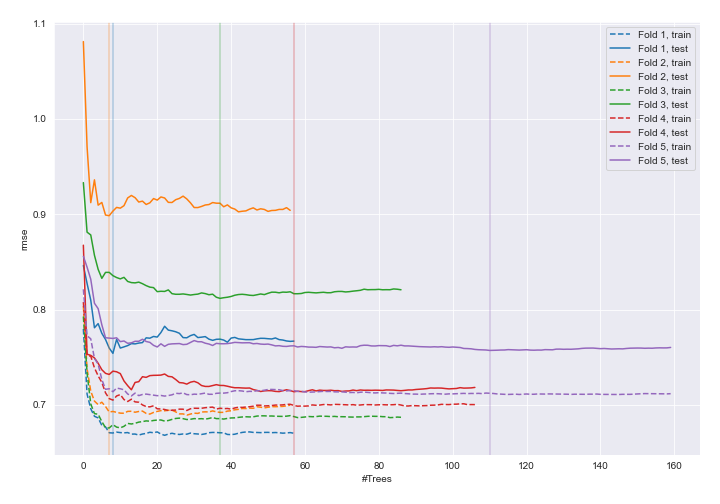 1.1
1.0
0.9
0.8
0.7
rmse
0
20
40
60
80
100
120
140
160
#Trees
Fold 1, train
Fold 1, test
Fold 2, train
Fold 2, test
Fold 3, train
Fold 3, test
Fold 4, train
Fold 4, test
Fold 5, train
Fold 5, test